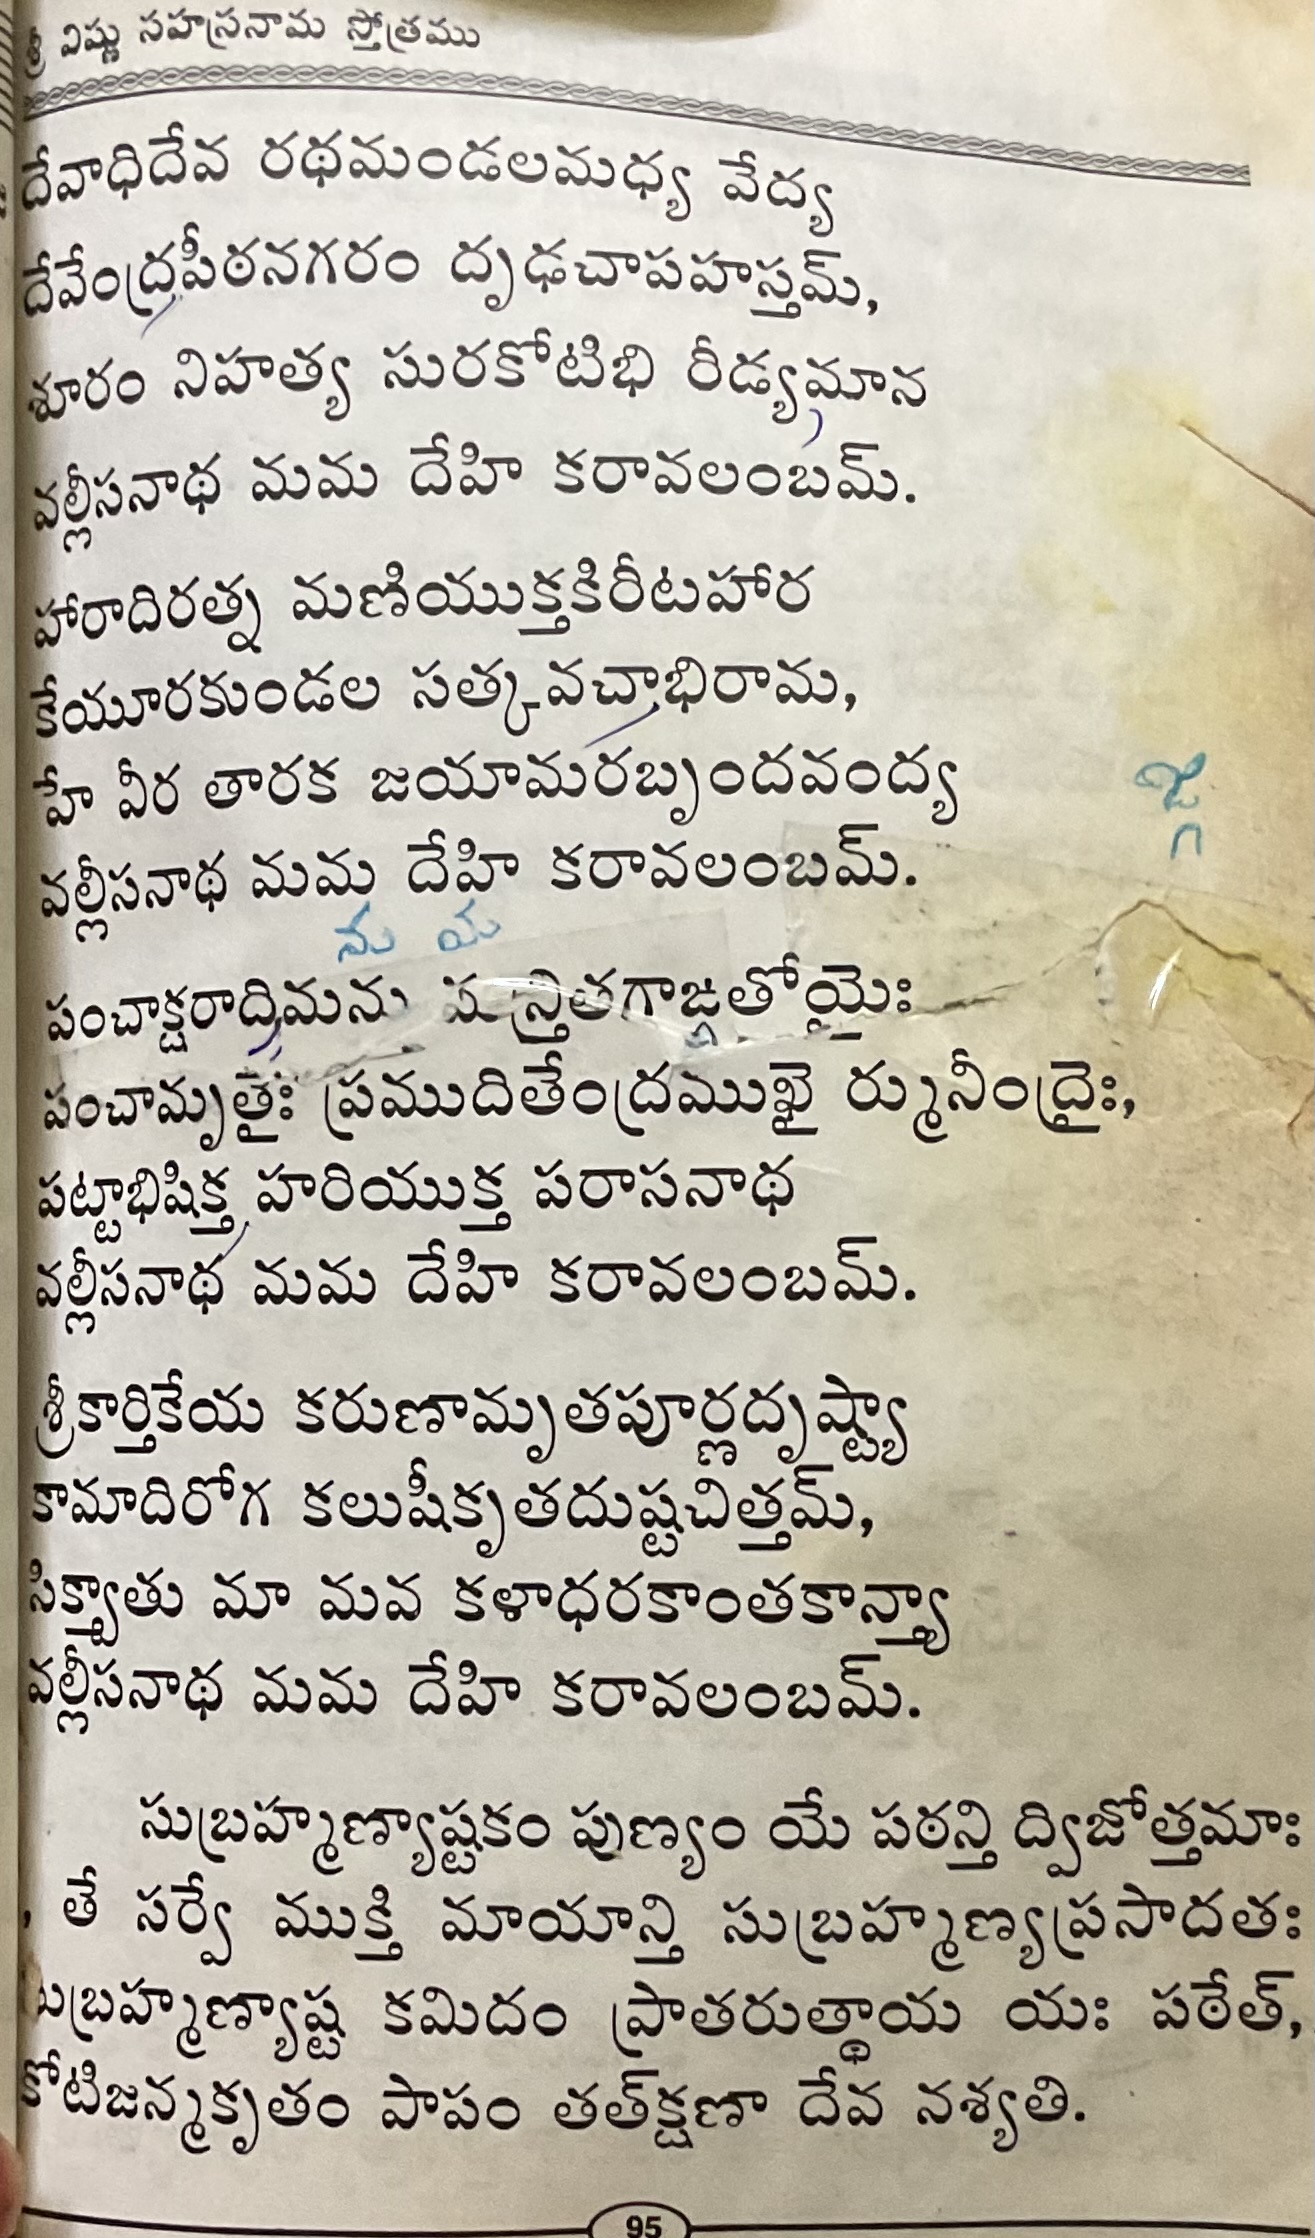 శ్రీ విష్ణు సహస్రనామ స్తోత్రము
దేవాధిదేవ రథమండలమధ్య వేద్య
దేవేంద్రపీఠనగరం దృఢచాపహస్తమ్,
శూరం నిహత్య సురకోటిభి రీడ్యమాన
వల్లీసనాథ మమ దేహి కరావలంబమ్.
హారాదిరత్న మణియుక్తకిరీటహార
కేయూరకుండల సత్కవచాభిరామ,
హే వీర తారక జయామరబృందవంద్య
జ్గ
వల్లీసనాథ మమ దేహి కరావలంబమ్.
ను య
పంచాక్షరాదిమను మన్త్రితగాఙ్గతోయైః
పంచామృతైః ప్రముదితేంద్రముఖై ర్మునీంద్రైః,
పట్టాభిషిక్త హరియుక్త పరాసనాథ
వల్లీసనాథ మమ దేహి కరావలంబమ్.
శ్రీకార్తికేయ కరుణామృతపూర్ణదృష్ట్యా
కామాదిరోగ కలుషీకృతదుష్టచిత్తమ్,
సిక్త్వాతు మా మవ కళాధరకాంతకాన్త్యా
వల్లీసనాథ మమ దేహి కరావలంబమ్.
సుబ్రహ్మణ్యాష్టకం పుణ్యం యే పఠన్తి ద్విజోత్తమాః
, తే సర్వే ముక్తి మాయాన్తి సుబ్రహ్మణ్యప్రసాదతః
సుబ్రహ్మణ్యాష్ట కమిదం ప్రాతరుత్థాయ యః పఠేత్,
కోటిజన్మకృతం పాపం తత్‌క్షణా దేవ నశ్యతి.
95